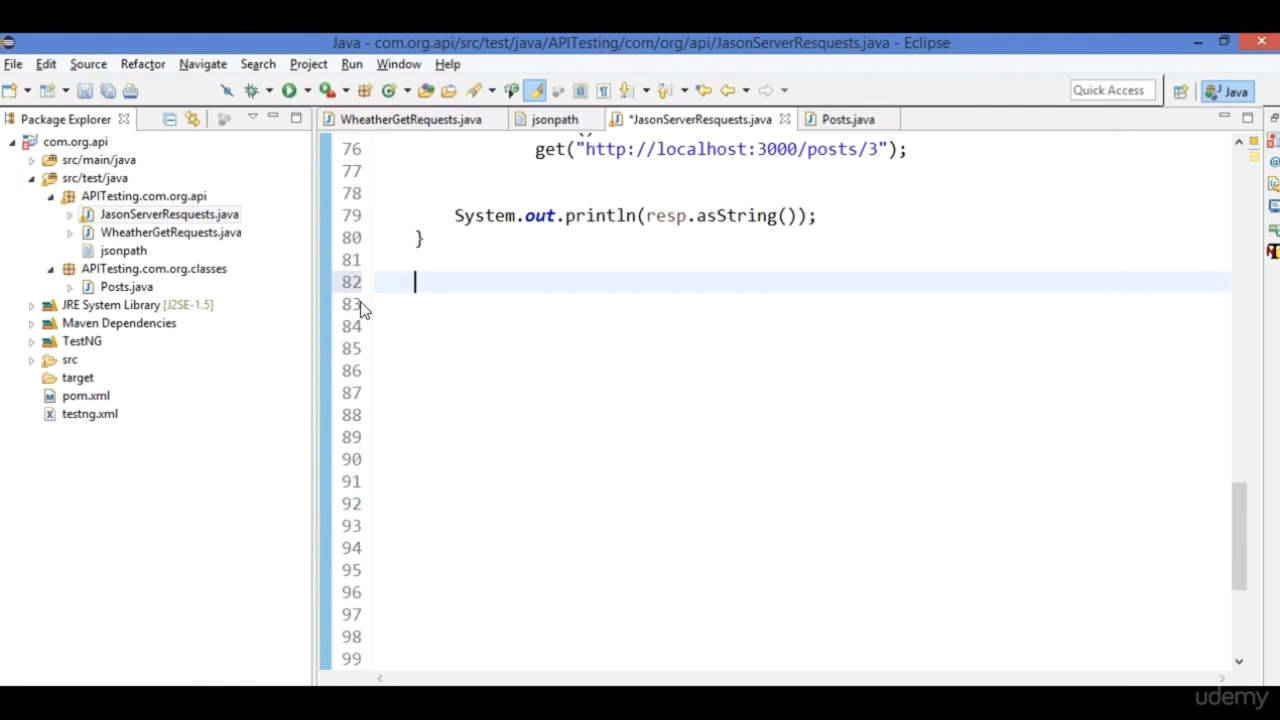 Java - com.org.api/src/test/java/APITesting/com/org/api/JasonServerResquests.java - Eclipse
File Edit Source Refactor Navigate Search Project Run Window Help
Quick Access Java
Package Explorer
WheatherGetRequests.java jsonpath *JasonServerResquests.java Posts.java
com.org.api
src/main/java
src/test/java
APITesting.com.org.api
JasonServerResquests.java
WheatherGetRequests.java
jsonpath
APITesting.com.org.classes
Posts.java
JRE System Library [J2SE-1.5]
Maven Dependencies
TestNG
src
target
pom.xml
testng.xml
76 get("http://localhost:3000/posts/3");
77
78
79 System.out.println(resp.asString());
80 }
81
82
83
84
85
86
87
88
89
90
91
92
93
94
95
96
97
98
99
udemy